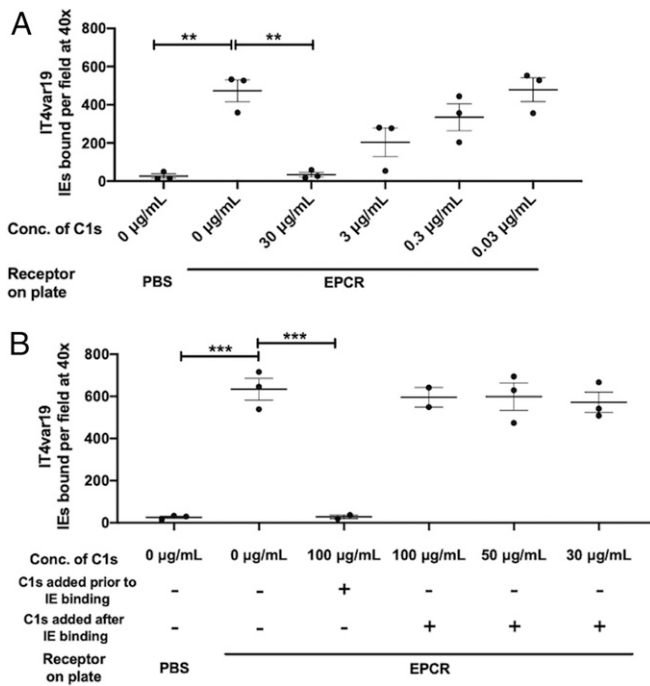 A
IT4var19
IEs bound per field at 40x
800
600
400
200
0
** **
Conc. of C1s
0 µg/mL 0 µg/mL 30 µg/mL 3 µg/mL 0.3 µg/mL 0.03 µg/mL
Receptor
on plate
PBS EPCR
B
IT4var19
IEs bound per field at 40x
800
600
400
200
0
*** ***
Conc. of C1s 0 µg/mL 0 µg/mL 100 µg/mL 100 µg/mL 50 µg/mL 30 µg/mL
C1s added prior to
IE binding - - + - - -
C1s added after
IE binding - - - + + +
Receptor
on plate PBS EPCR